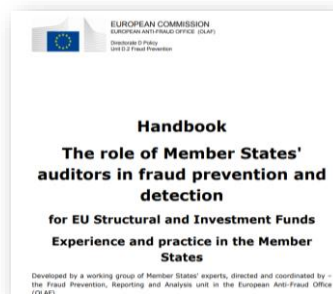 EUROPEAN COMMISSION
EUROPEAN ANTI-FRAUD OFFICE (OLAF)
Directorate D Policy
Unit D.2 Fraud Prevention
Handbook
The role of Member States'
auditors in fraud prevention and
detection
for EU Structural and Investment Funds
Experience and practice in the Member
States
Developed by a working group of Member States' experts, directed and coordinated by –
the Fraud Prevention, Reporting and Analysis unit in the European Anti-Fraud Office
(OLAF)